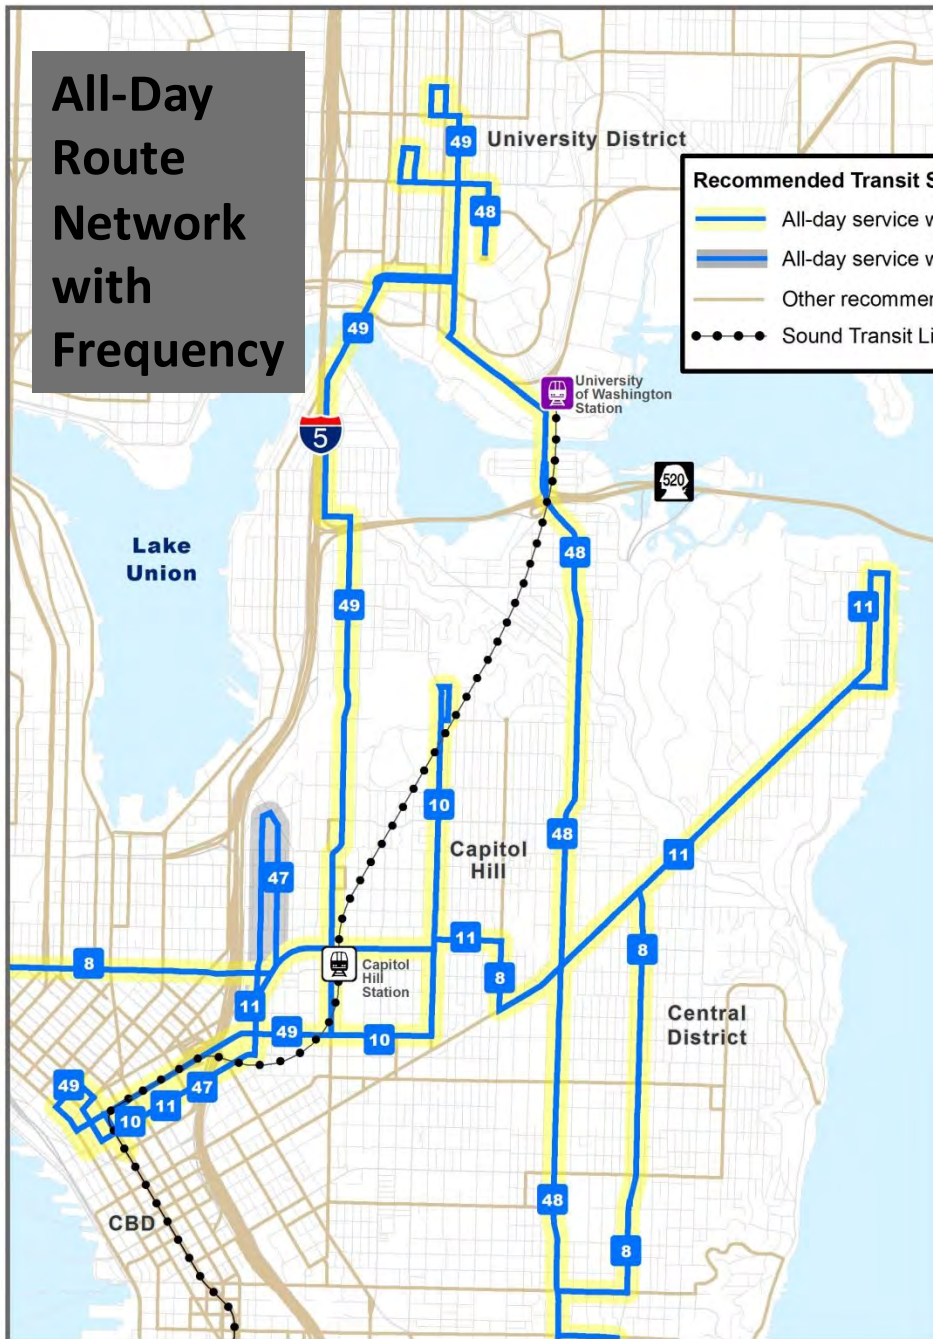 All-Day
Route
Network
with
Frequency
49
University District
48
Recommended Transit S
All-day service w
All-day service w
Other recommer
Sound Transit Li
49
University
of Washington
Station
5
520
Lake
Union
48
49
11
10
48
Capitol
Hill
11
47
11
8
8
8
Capitol
Hill
Station
11
Central
District
49
10
49
47
11
10
48
CBD
8